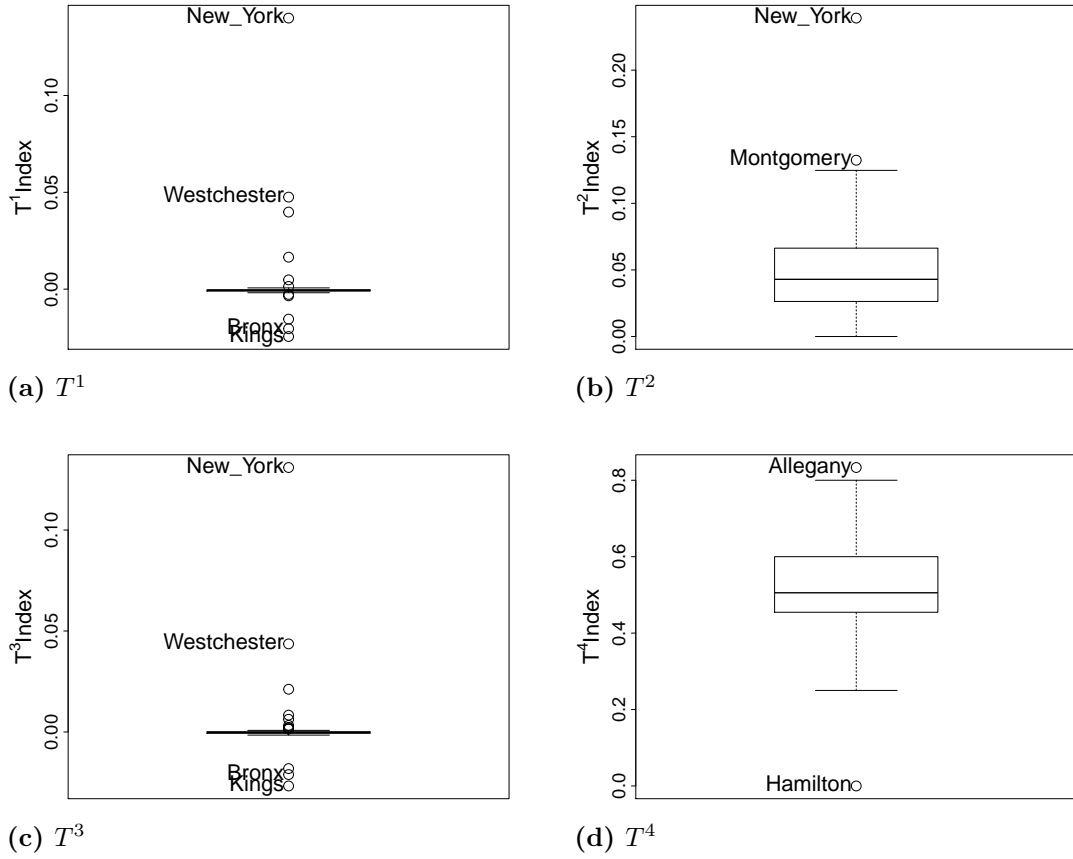 New_York
Westchester
Bronx
Kings
0.10
0.05
0.00
T¹Index
(a) T¹
New_York
Montgomery
0.20
0.15
0.10
0.05
0.00
T²Index
(b) T²
New_York
Westchester
Bronx
Kings
0.10
0.05
0.00
T³Index
(c) T³
Allegany
Hamilton
0.8
0.6
0.4
0.2
0.0
T⁴Index
(d) T⁴